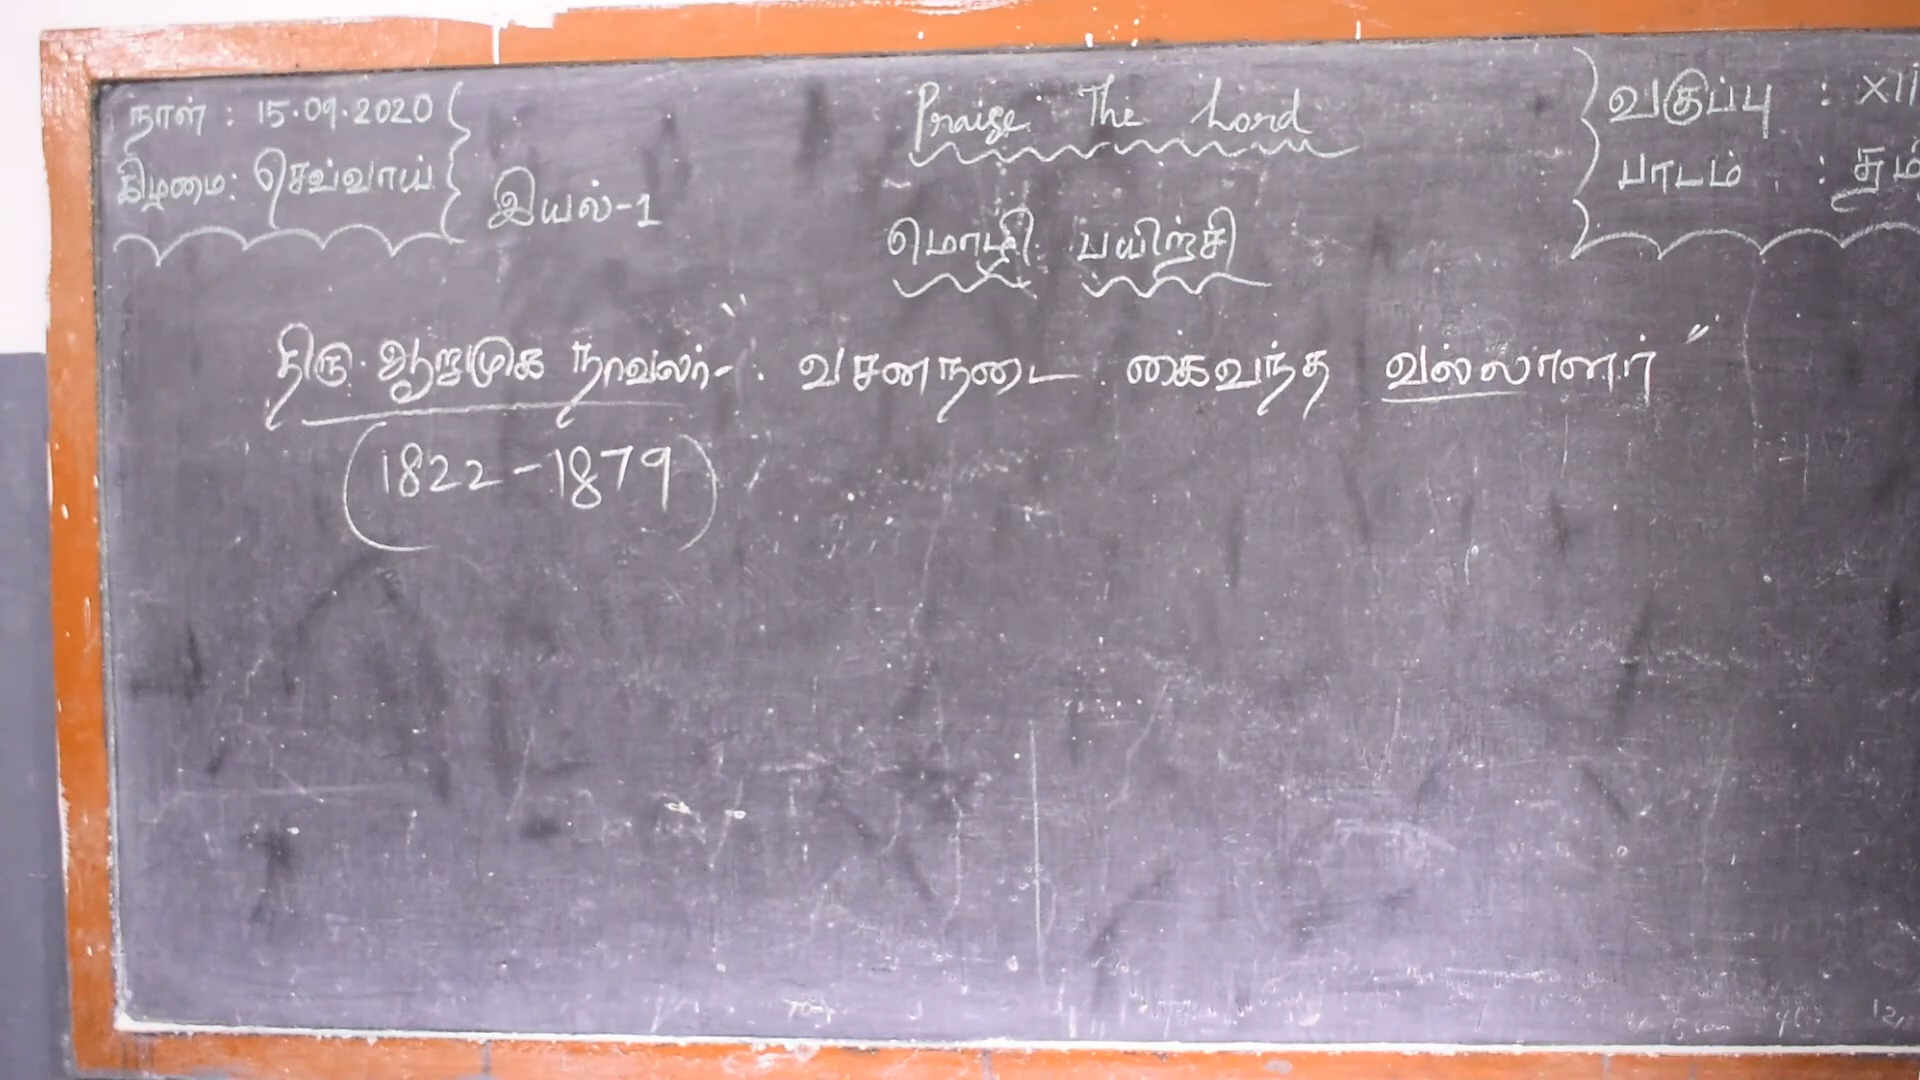 நாள் : 15.09.2020
கிழமை : செவ்வாய்
இயல்-1
Praise The Lord
மொழி பயிற்சி
வகுப்பு : XII
பாடம் :
திரு. ஆறுமுக நாவலர் - " வசனநடை கைவந்த வல்லாளர் "
(1822-1879)